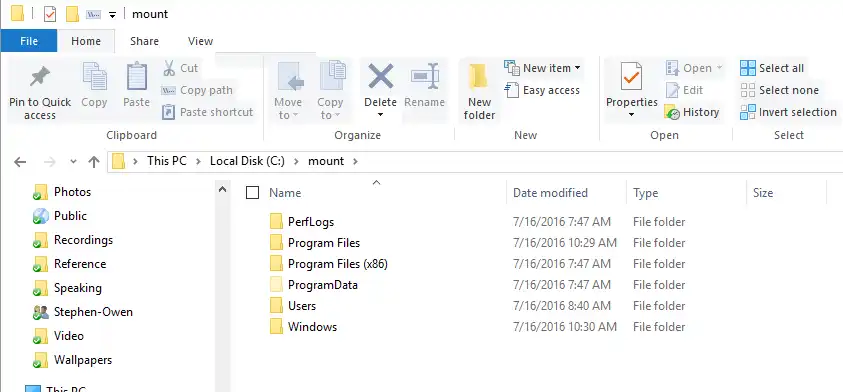 mount
File Home Share View
Pin to Quick access
Copy
Paste
Cut
Copy path
Paste shortcut
Clipboard
Move to
Copy to
Delete
Rename
Organize
New folder
New item
Easy access
New
Properties
Open
Edit
History
Open
Select all
Select none
Invert selection
Select
This PC > Local Disk (C:) > mount >
Photos
Public
Recordings
Reference
Speaking
Stephen-Owen
Video
Wallpapers
This PC
Name Date modified Type Size
PerfLogs 7/16/2016 7:47 AM File folder
Program Files 7/16/2016 10:29 AM File folder
Program Files (x86) 7/16/2016 7:47 AM File folder
ProgramData 7/16/2016 7:47 AM File folder
Users 7/16/2016 8:40 AM File folder
Windows 7/16/2016 10:30 AM File folder